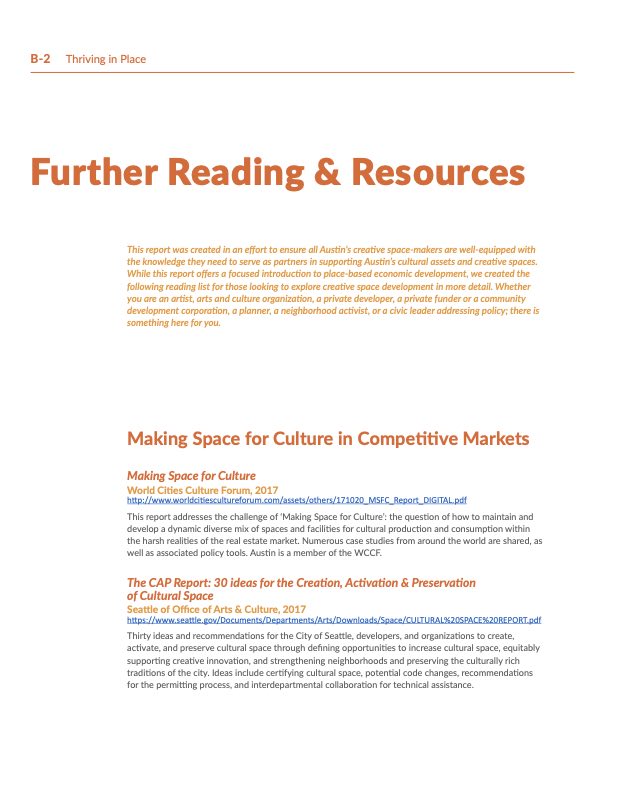 B-2 Thriving in Place
Further Reading & Resources
This report was created in an effort to ensure all Austin's creative space-makers are well-equipped with
the knowledge they need to serve as partners in supporting Austin's cultural assets and creative spaces.
While this report offers a focused introduction to place-based economic development, we created the
following reading list for those looking to explore creative space development in more detail. Whether
you are an artist, arts and culture organization, a private developer, a private funder or a community
development corporation, a planner, a neighborhood activist, or a civic leader addressing policy; there is
something here for you.
Making Space for Culture in Competitive Markets
Making Space for Culture
World Cities Culture Forum, 2017
http://www.worldcitiescultureforum.com/assets/others/171020_MSFC_Report_DIGITAL.pdf
This report addresses the challenge of 'Making Space for Culture': the question of how to maintain and
develop a dynamic diverse mix of spaces and facilities for cultural production and consumption within
the harsh realities of the real estate market. Numerous case studies from around the world are shared, as
well as associated policy tools. Austin is a member of the WCCF.
The CAP Report: 30 ideas for the Creation, Activation & Preservation
of Cultural Space
Seattle of Office of Arts & Culture, 2017
https://www.seattle.gov/Documents/Departments/Arts/Downloads/Space/CULTURAL%20SPACE%20REPORT.pdf
Thirty ideas and recommendations for the City of Seattle, developers, and organizations to create,
activate, and preserve cultural space through defining opportunities to increase cultural space, equitably
supporting creative innovation, and strengthening neighborhoods and preserving the culturally rich
traditions of the city. Ideas include certifying cultural space, potential code changes, recommendations
for the permitting process, and interdepartmental collaboration for technical assistance.